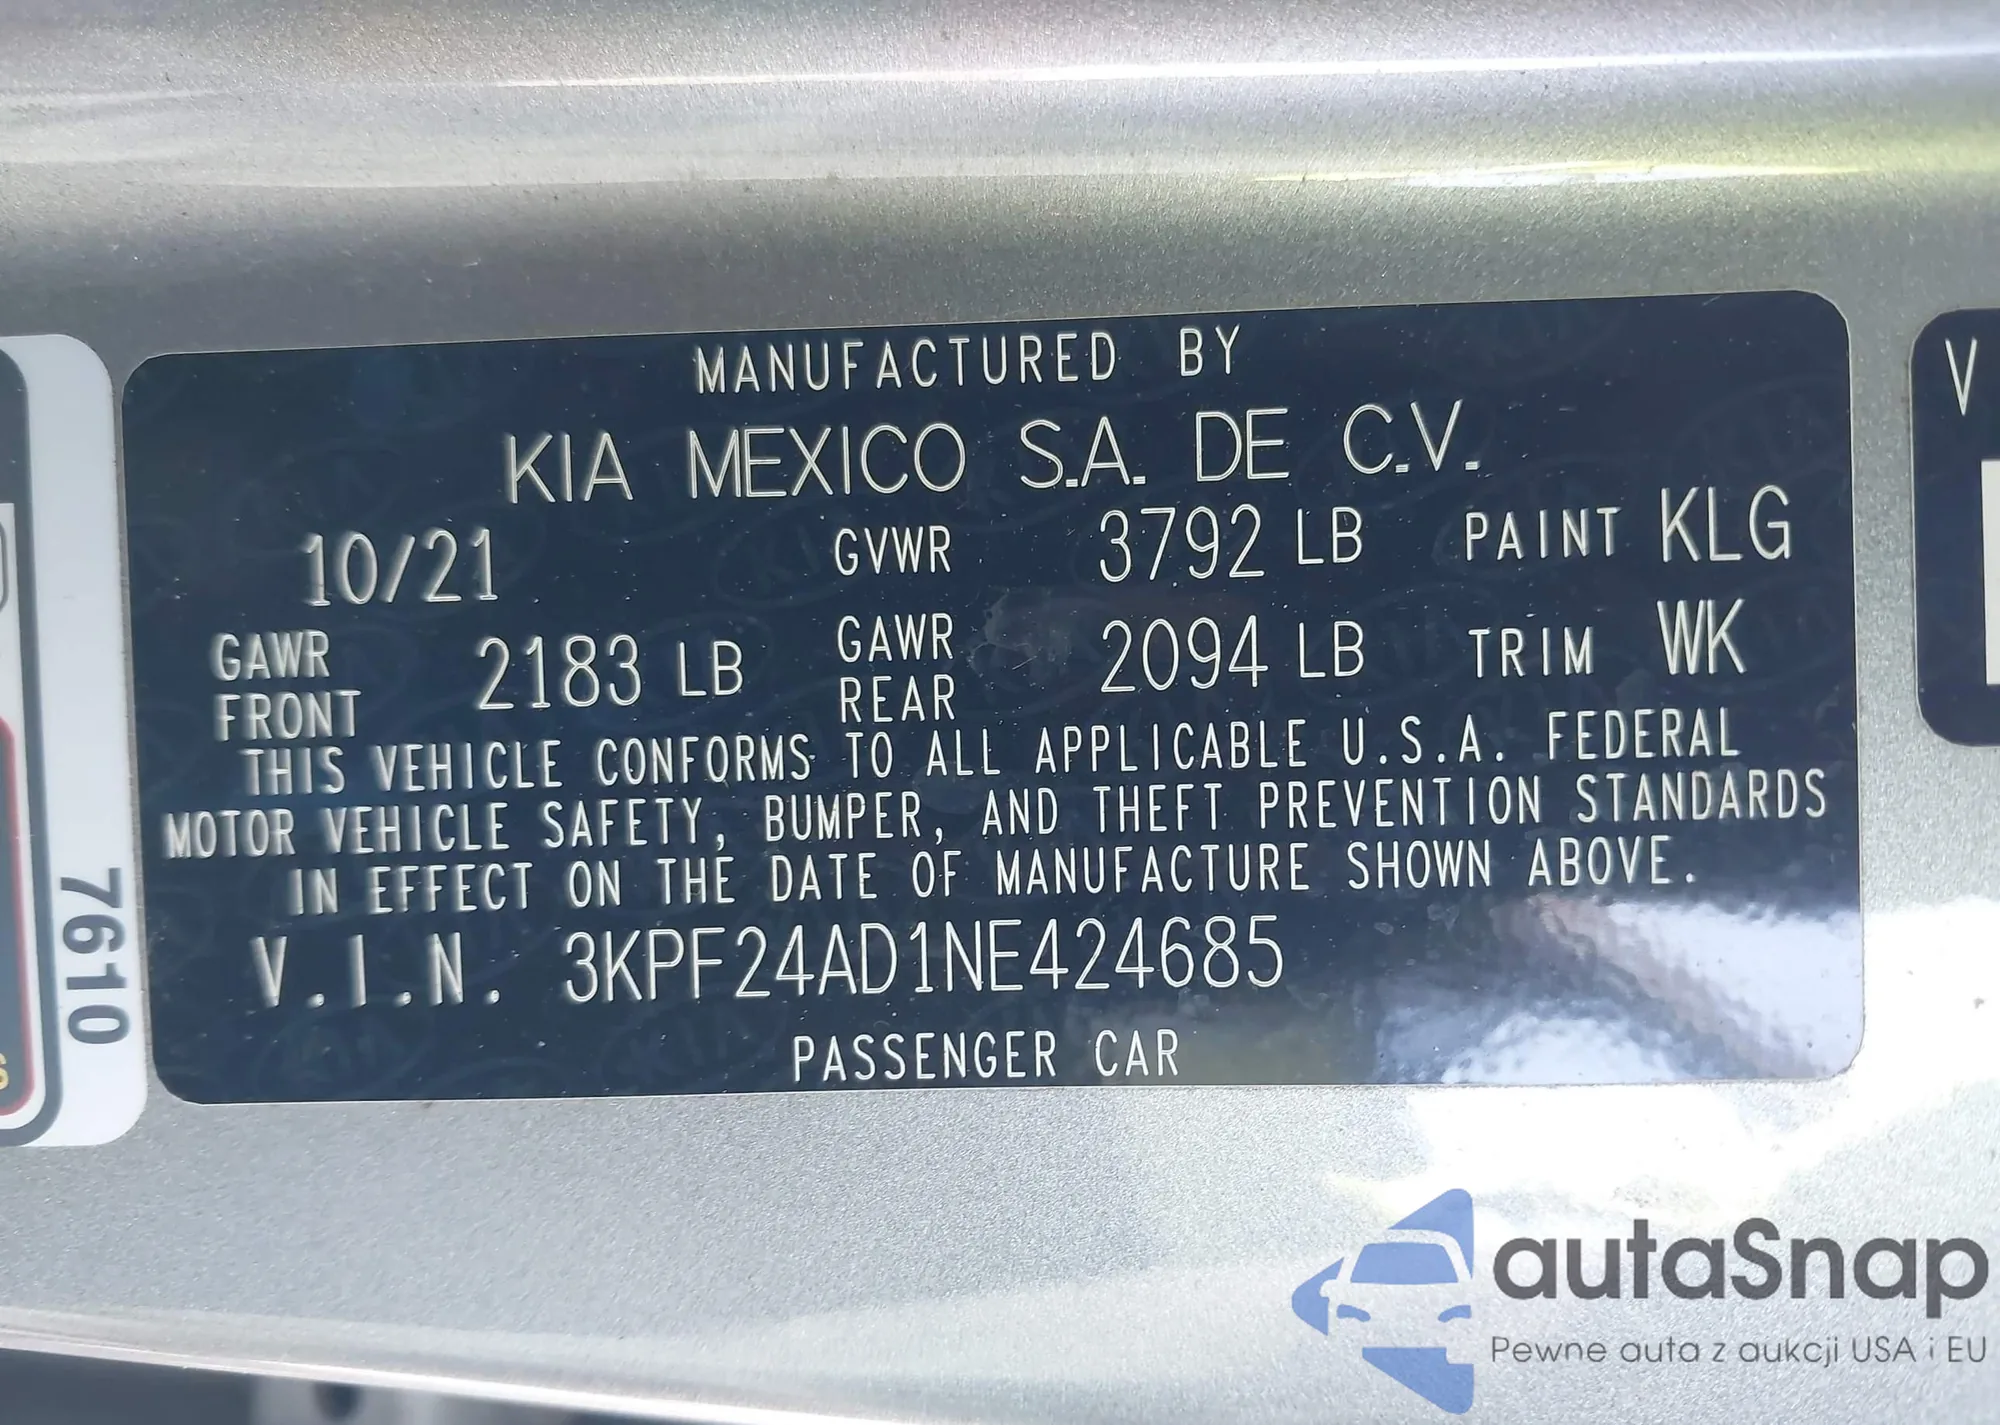 MANUFACTURED BY
KIA MEXICO S.A. DE C.V.
10/21 GVWR 3792 LB PAINT KLG
GAWR FRONT 2183 LB GAWR REAR 2094 LB TRIM WK
THIS VEHICLE CONFORMS TO ALL APPLICABLE U.S.A. FEDERAL
MOTOR VEHICLE SAFETY, BUMPER, AND THEFT PREVENTION STANDARDS
IN EFFECT ON THE DATE OF MANUFACTURE SHOWN ABOVE.
V.I.N. 3KPF24AD1NE424685
PASSENGER CAR
7610
S
V
autaSnap
Pewne auta z aukcji USA i EU